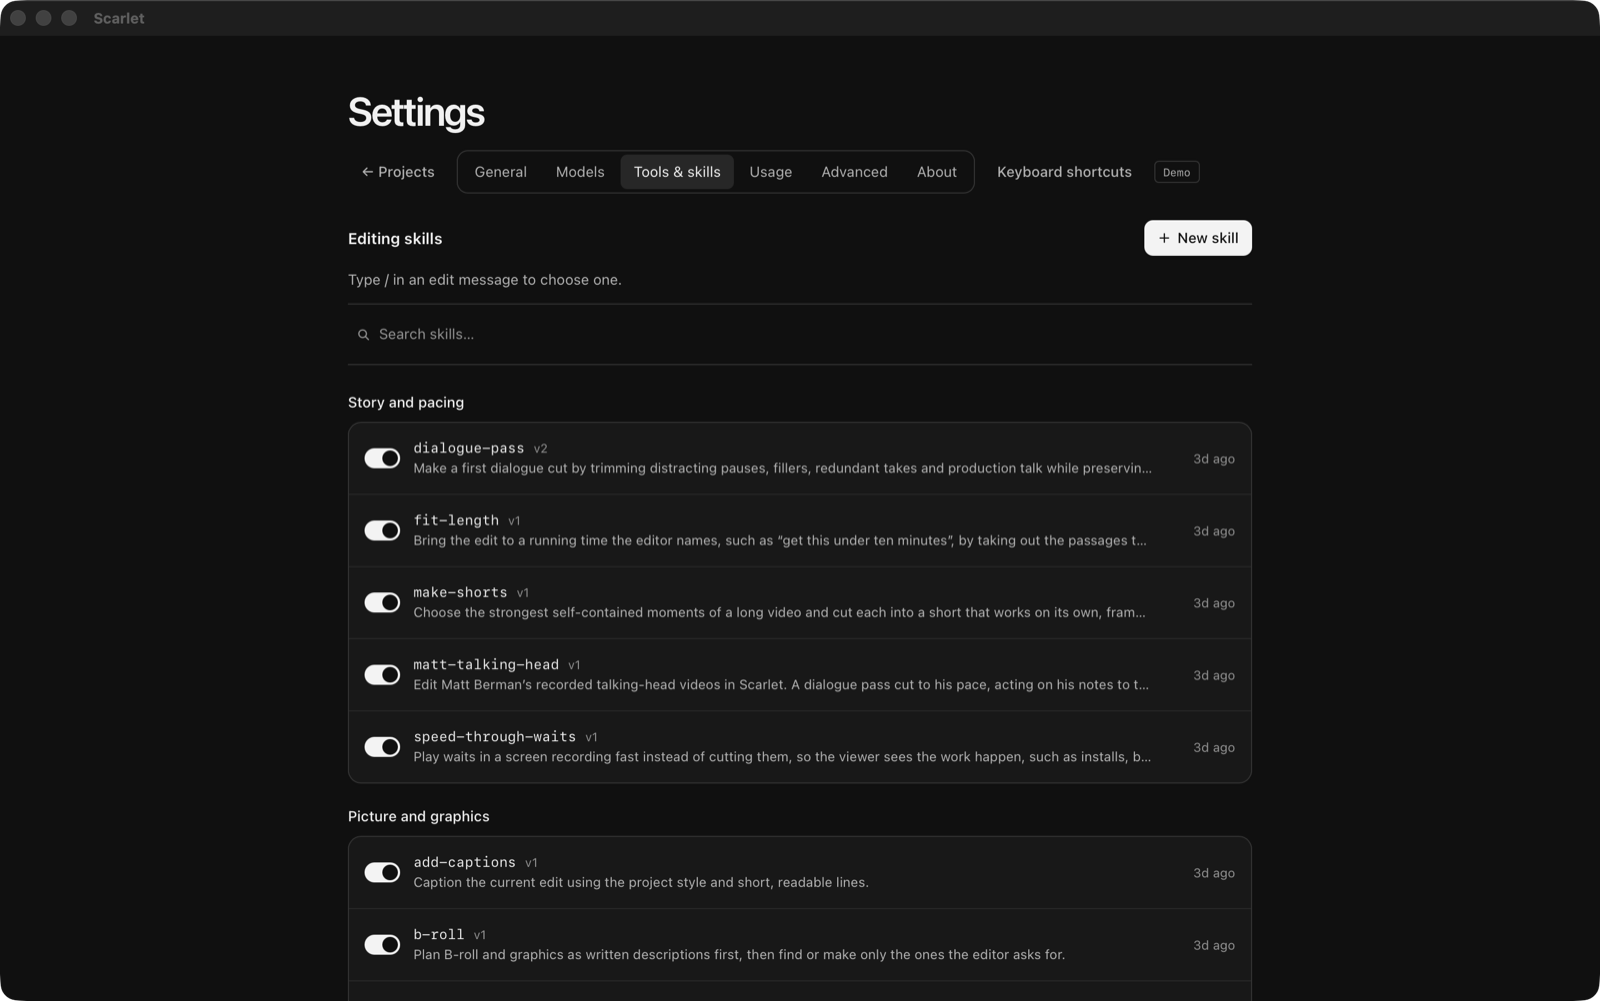 Scarlet
Settings
← Projects
General
Models
Tools & skills
Usage
Advanced
About
Keyboard shortcuts
Demo
Editing skills
+ New skill
Type / in an edit message to choose one.
Search skills...
Story and pacing
dialogue-pass v2
Make a first dialogue cut by trimming distracting pauses, fillers, redundant takes and production talk while preservin...
3d ago
fit-length v1
Bring the edit to a running time the editor names, such as “get this under ten minutes”, by taking out the passages t...
3d ago
make-shorts v1
Choose the strongest self-contained moments of a long video and cut each into a short that works on its own, fram...
3d ago
matt-talking-head v1
Edit Matt Berman’s recorded talking-head videos in Scarlet. A dialogue pass cut to his pace, acting on his notes to t...
3d ago
speed-through-waits v1
Play waits in a screen recording fast instead of cutting them, so the viewer sees the work happen, such as installs, b...
3d ago
Picture and graphics
add-captions v1
Caption the current edit using the project style and short, readable lines.
3d ago
b-roll v1
Plan B-roll and graphics as written descriptions first, then find or make only the ones the editor asks for.
3d ago